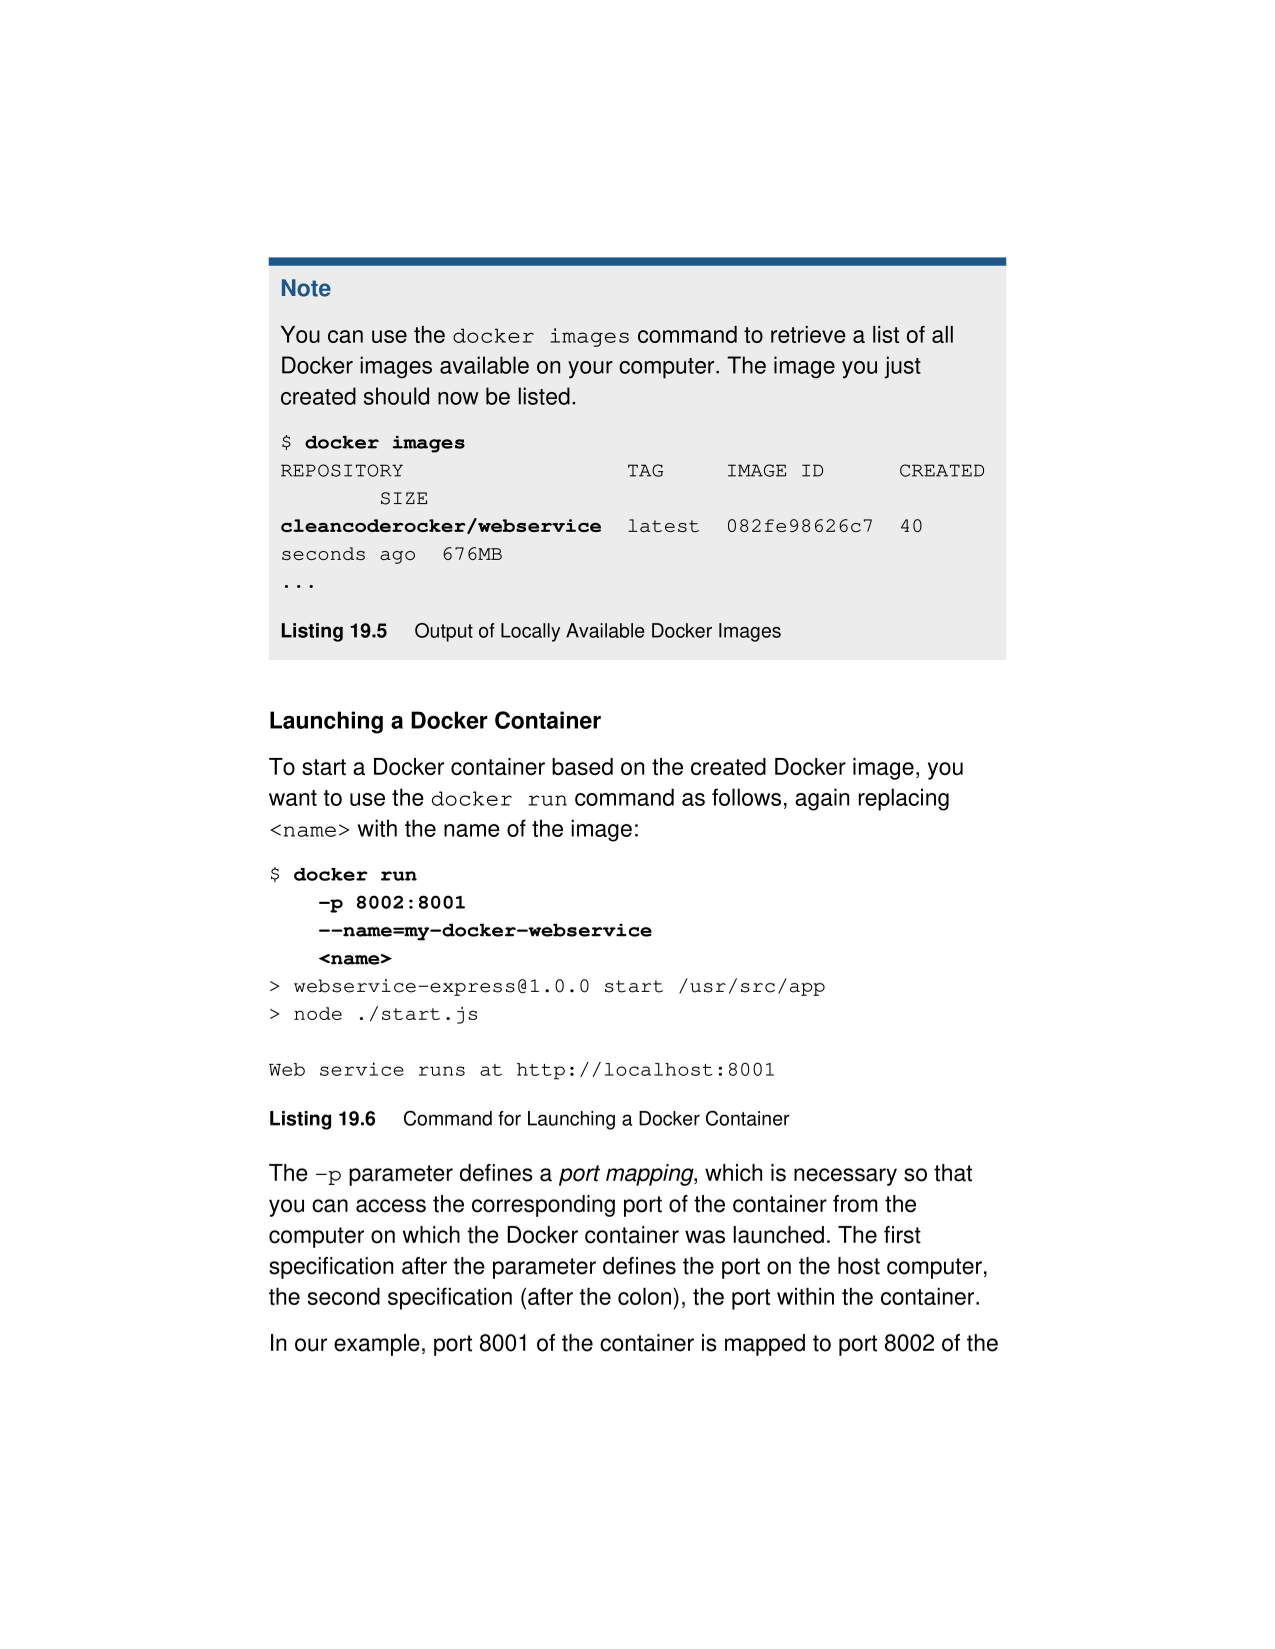 Note
You can use the docker images command to retrieve a list of all
Docker images available on your computer. The image you just
created should now be listed.
$ docker images
REPOSITORY                  TAG     IMAGE ID      CREATED
        SIZE
cleancoderocker/webservice  latest  082fe98626c7  40
seconds ago  676MB
...
Listing 19.5 Output of Locally Available Docker Images
Launching a Docker Container
To start a Docker container based on the created Docker image, you
want to use the docker run command as follows, again replacing
<name> with the name of the image:
$ docker run
    -p 8002:8001
    --name=my-docker-webservice
    <name>
> webservice-express@1.0.0 start /usr/src/app
> node ./start.js
Web service runs at http://localhost:8001
Listing 19.6 Command for Launching a Docker Container
The -p parameter defines a port mapping, which is necessary so that
you can access the corresponding port of the container from the
computer on which the Docker container was launched. The first
specification after the parameter defines the port on the host computer,
the second specification (after the colon), the port within the container.
In our example, port 8001 of the container is mapped to port 8002 of the